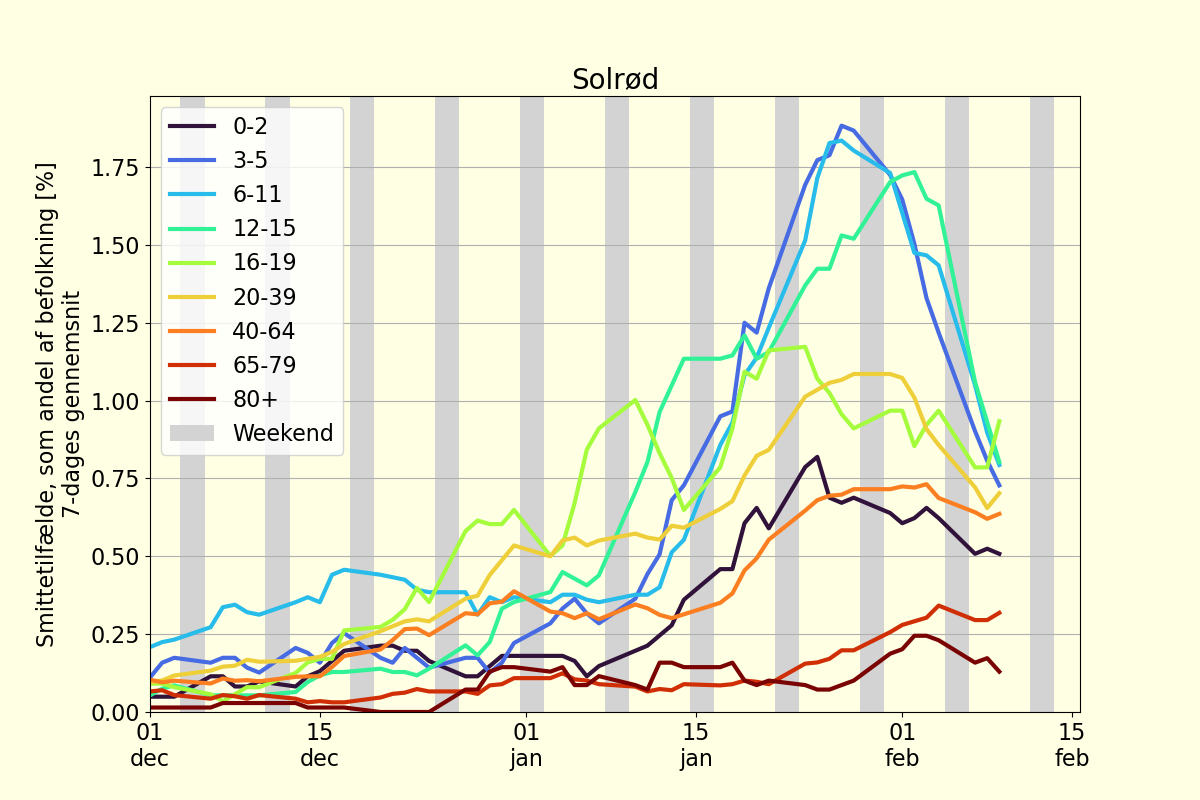 Solrød
Smittetilfælde, som andel af befolkning [%]
7-dages gennemsnit
0-2
3-5
6-11
12-15
16-19
20-39
40-64
65-79
80+
Weekend
1.75
1.50
1.25
1.00
0.75
0.50
0.25
0.00
01
dec
15
dec
01
jan
15
jan
01
feb
15
feb